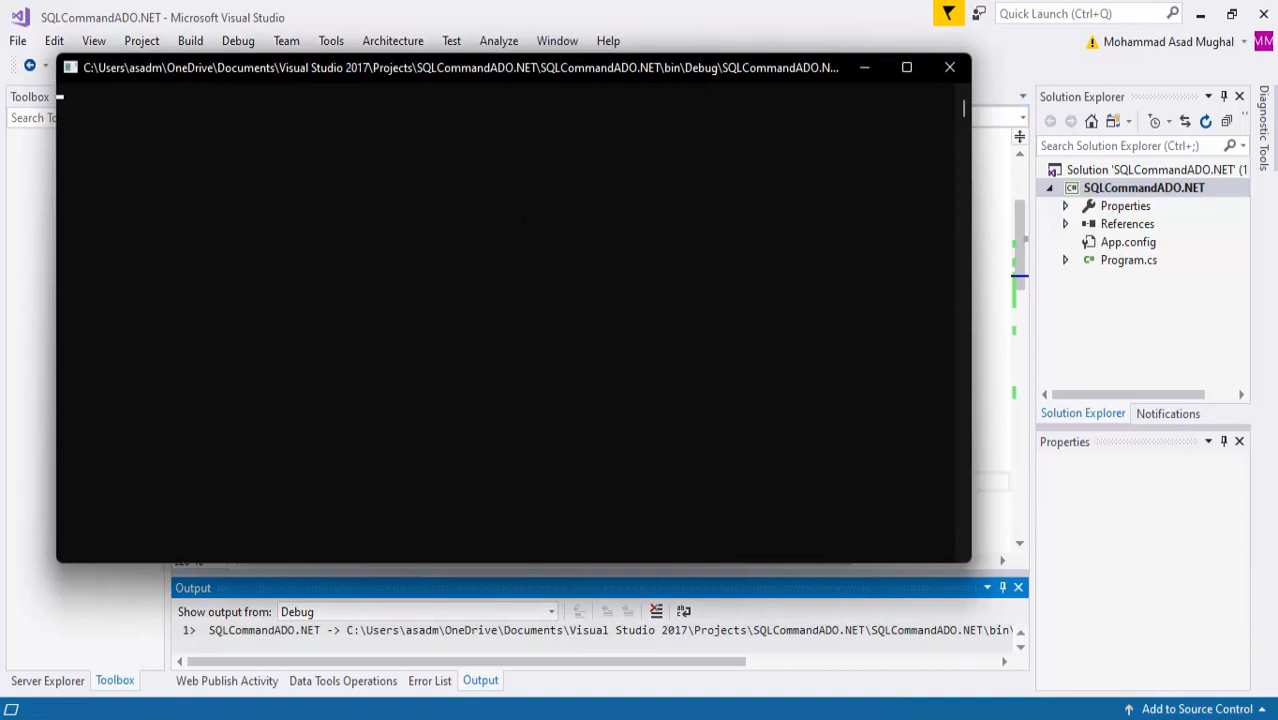 SQLCommandADO.NET - Microsoft Visual Studio
Quick Launch (Ctrl+Q)
File Edit View Project Build Debug Team Tools Architecture Test Analyze Window Help
Mohammad Asad Mughal
MM
C:\Users\asadm\OneDrive\Documents\Visual Studio 2017\Projects\SQLCommandADO.NET\SQLCommandADO.NET\bin\Debug\SQLCommandADO.N...
Toolbox
Search To
Solution Explorer
Search Solution Explorer (Ctrl+;)
Solution 'SQLCommandADO.NET' (1
SQLCommandADO.NET
Properties
References
App.config
Program.cs
Solution Explorer Notifications
Properties
Diagnostic Tools
Output
Show output from: Debug
1> SQLCommandADO.NET -> C:\Users\asadm\OneDrive\Documents\Visual Studio 2017\Projects\SQLCommandADO.NET\SQLCommandADO.NET\bin\
Server Explorer Toolbox Web Publish Activity Data Tools Operations Error List Output
Add to Source Control